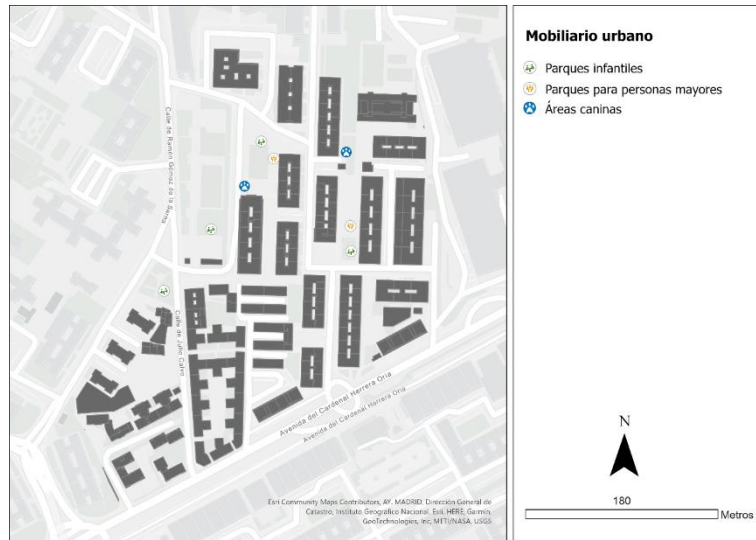 Mobiliario urbano
Parques infantiles
Parques para personas mayores
Áreas caninas
Calle de Ramón Gómez de la Serna
Calle de Julio Calvo
Avenida del Cardenal Herrera Oria
Avenida del Cardenal Herrera Oria
Esri Community Maps Contributors, AY. MADRID, Dirección General de
Catastro, Instituto Geográfico Nacional, Esri, HERE, Garmin,
GeoTechnologies, Inc, METI/NASA, USGS
N
180
Metros